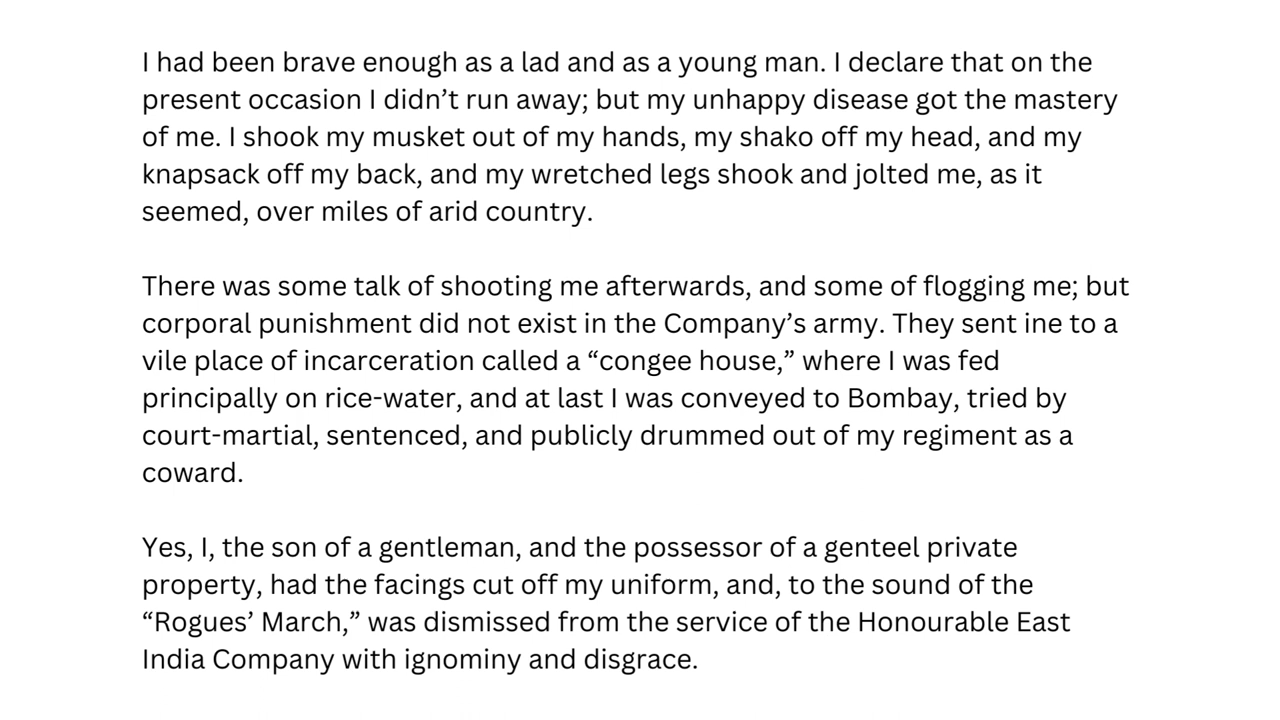 I had been brave enough as a lad and as a young man. I declare that on the
present occasion I didn’t run away; but my unhappy disease got the mastery
of me. I shook my musket out of my hands, my shako off my head, and my
knapsack off my back, and my wretched legs shook and jolted me, as it
seemed, over miles of arid country.
There was some talk of shooting me afterwards, and some of flogging me; but
corporal punishment did not exist in the Company’s army. They sent ine to a
vile place of incarceration called a “congee house,” where I was fed
principally on rice-water, and at last I was conveyed to Bombay, tried by
court-martial, sentenced, and publicly drummed out of my regiment as a
coward.
Yes, I, the son of a gentleman, and the possessor of a genteel private
property, had the facings cut off my uniform, and, to the sound of the
“Rogues’ March,” was dismissed from the service of the Honourable East
India Company with ignominy and disgrace.